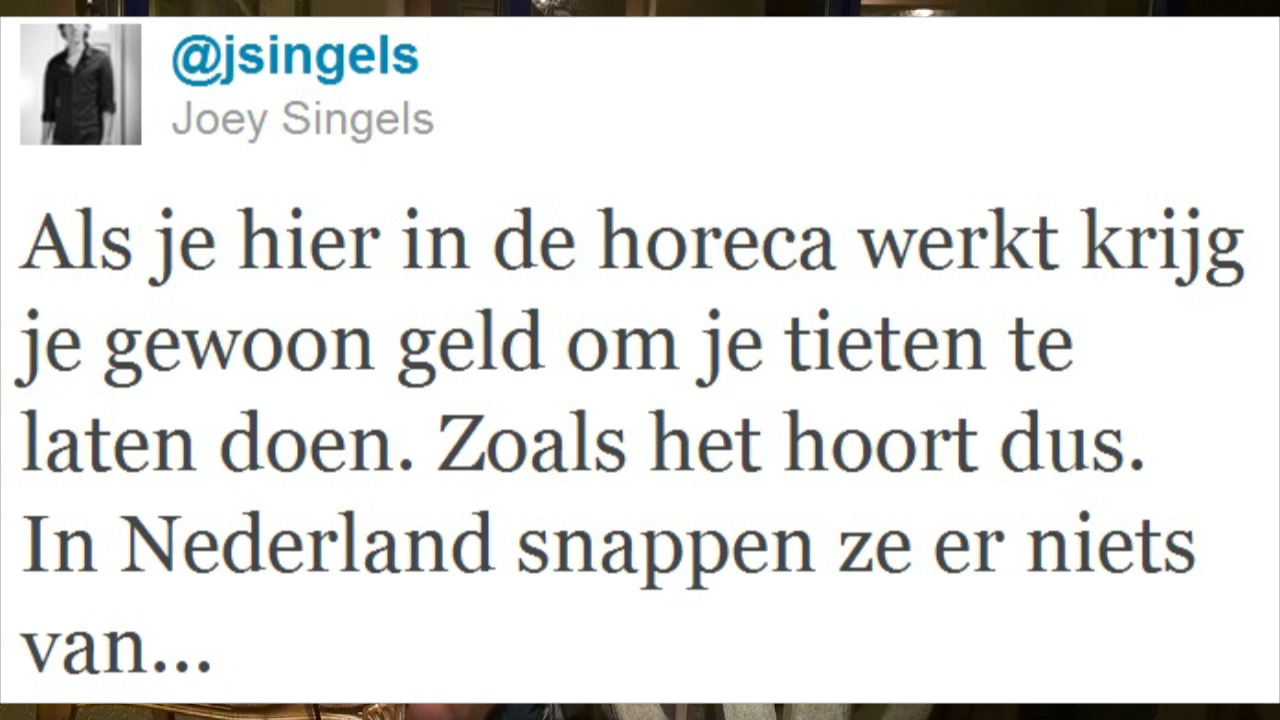 @jsingels
Joey Singels
Als je hier in de horeca werkt krijg
je gewoon geld om je tieten te
laten doen. Zoals het hoort dus.
In Nederland snappen ze er niets
van...